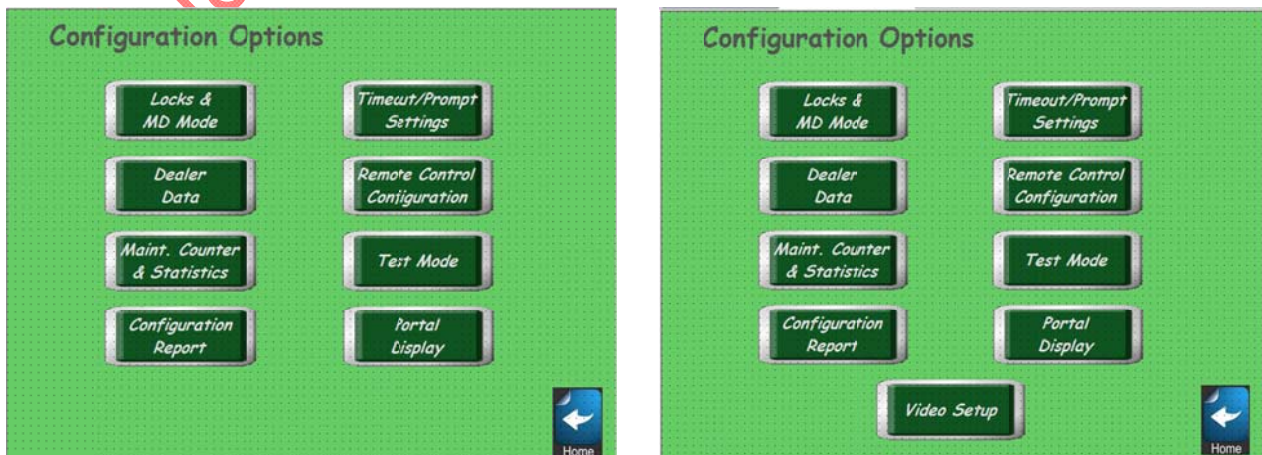 Configuration Options
Locks &
MD Mode
Timeout/Prompt
Settings
Dealer
Data
Remote Control
Configuration
Maint. Counter
& Statistics
Test Mode
Configuration
Report
Portal
Display
Home
Configuration Options
Locks &
MD Mode
Timeout/Prompt
Settings
Dealer
Data
Remote Control
Configuration
Maint. Counter
& Statistics
Test Mode
Configuration
Report
Portal
Display
Video Setup
Home